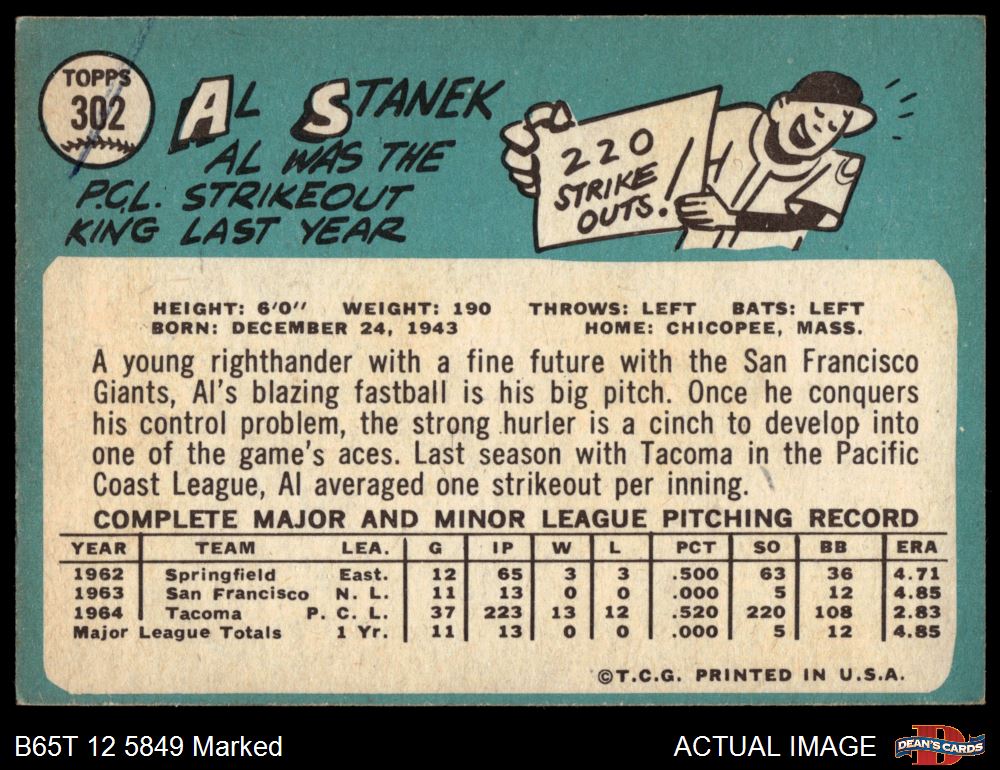 TOPPS
302
AL STANEK
AL WAS THE
P.C.L. STRIKEOUT
KING LAST YEAR
220
STRIKE
OUTS!
HEIGHT: 6'0" WEIGHT: 190 THROWS: LEFT BATS: LEFT
BORN: DECEMBER 24, 1943 HOME: CHICOPEE, MASS.
A young righthander with a fine future with the San Francisco
Giants, Al's blazing fastball is his big pitch. Once he conquers
his control problem, the strong hurler is a cinch to develop into
one of the game's aces. Last season with Tacoma in the Pacific
Coast League, Al averaged one strikeout per inning.
COMPLETE MAJOR AND MINOR LEAGUE PITCHING RECORD
YEAR TEAM LEA. G IP W L PCT SO BB ERA
1962 Springfield East. 12 65 3 3 .500 63 36 4.71
1963 San Francisco N. L. 11 13 0 0 .000 5 12 4.85
1964 Tacoma P. C. L. 37 223 13 12 .520 220 108 2.83
Major League Totals 1 Yr. 11 13 0 0 .000 5 12 4.85
©T.C.G. PRINTED IN U.S.A.
B65T 12 5849 Marked ACTUAL IMAGE DEAN'S CARDS